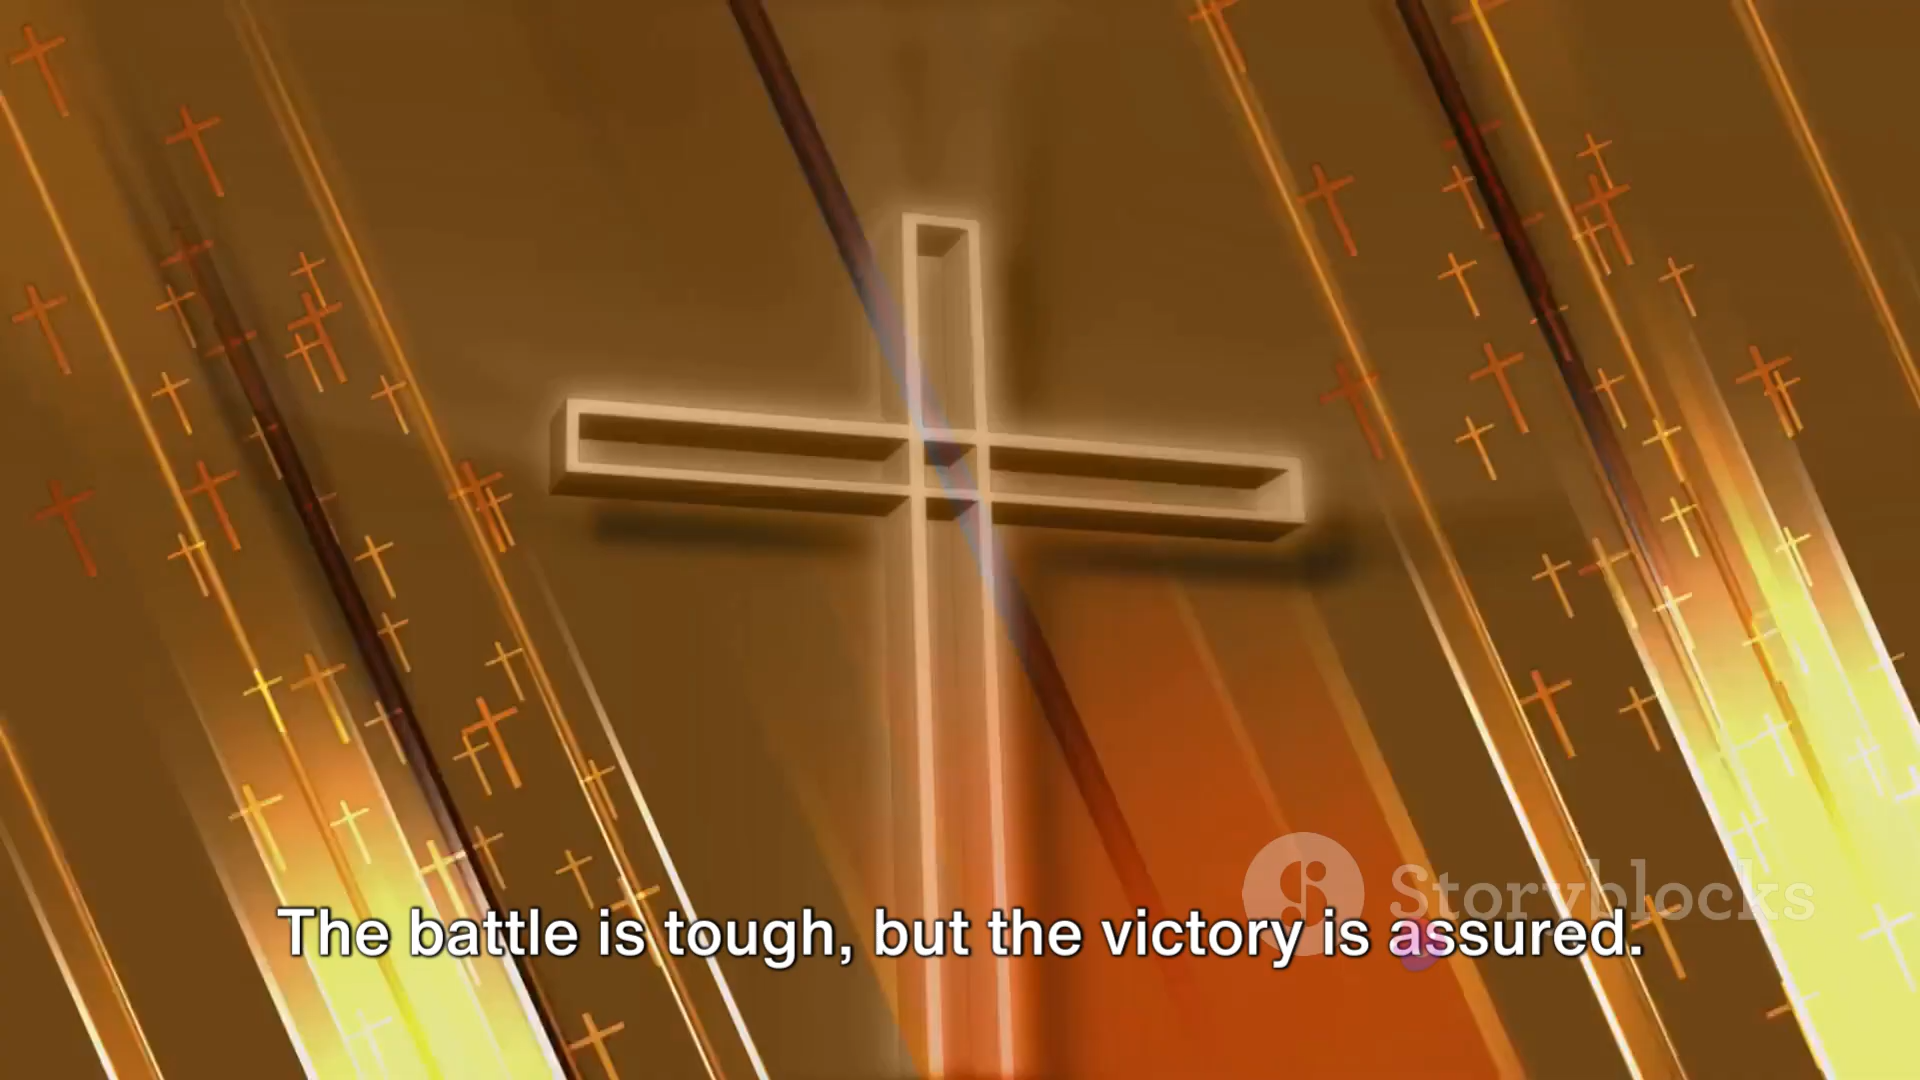 Storyblocks
The battle is tough, but the victory is assured.